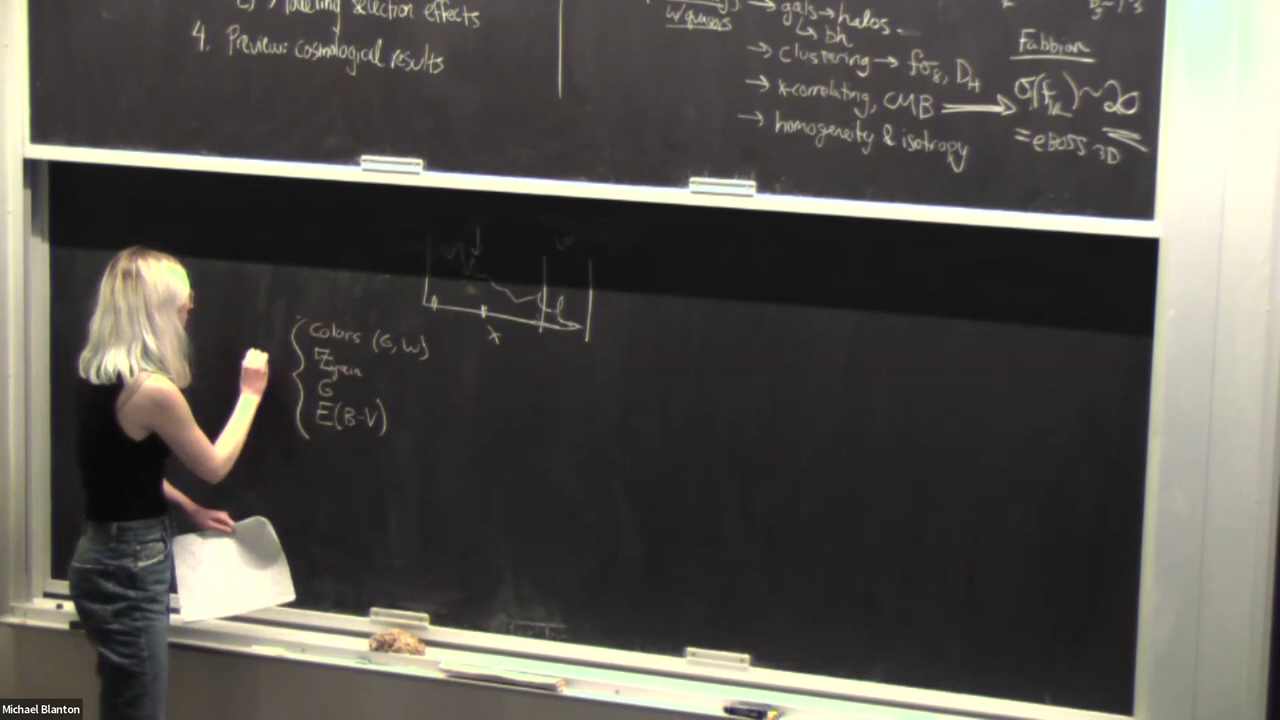 selection effects
4. Preview: cosmological results
w quasars
→ gals → halos
↳ bh
→ clustering → fσ8, DH
→ x-correlating, CMB
→ homogeneity & isotropy
Fabbian
σ(fNL) ~ 20
= eBOSS 3D
x
Colors (G, W)
G
E(B-V)
Michael Blanton